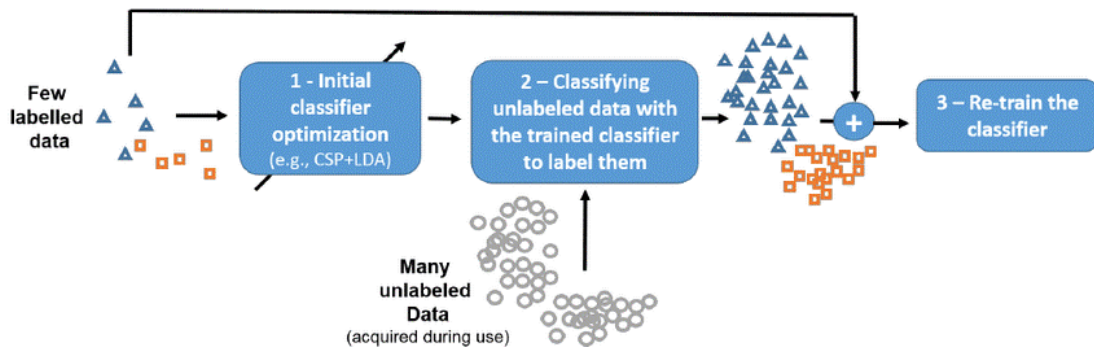 Few
labelled
data
1 - Initial
classifier
optimization
(e.g., CSP+LDA)
2 – Classifying
unlabeled data with
the trained classifier
to label them
+
3 – Re-train the
classifier
Many
unlabeled
Data
(acquired during use)